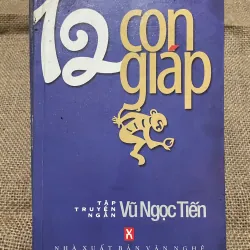 12 con
giáp
TẬP
TRUYỆN
NGẮN
Vũ Ngọc Tiến
NHÀ XUẤT BẢN VĂN NGHỆ